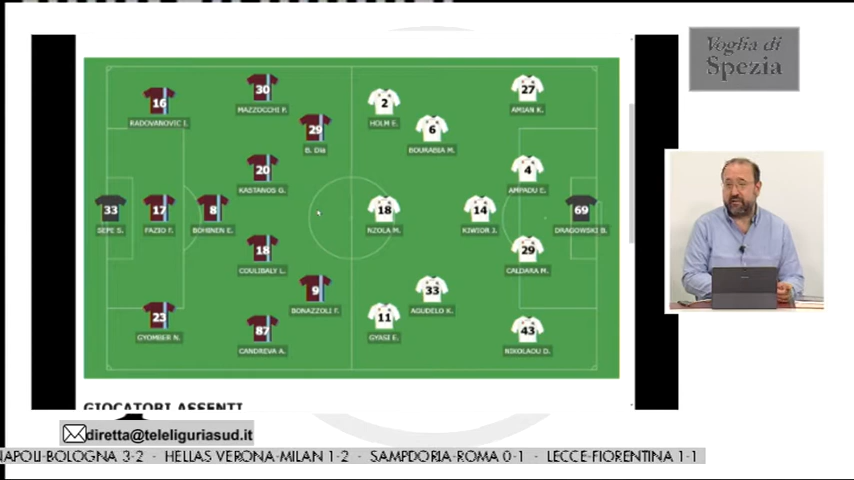 Voglia di
Spezia
16
RADOVANOVIC I.
30
MAZZOCCHI P.
29
B. Dia
20
KASTANOS G.
33
SEPE S.
17
FAZIO F.
8
BOHINEN E.
18
COULIBALY L.
9
BONAZZOLI F.
23
GYOMBER N.
87
CANDREVA A.
2
HOLM E.
6
BOURABIA M.
27
AMIAN K.
4
AMPADU E.
18
NZOLA M.
14
KIWIOR J.
69
DRAGOWSKI B.
29
CALDARA M.
33
AGUDELO K.
11
GYASI E.
43
NIKOLAOU D.
GIOCATORI ASSENTI
diretta@teleliguriasud.it
NAPOLI-BOLOGNA 3-2 - HELLAS VERONA-MILAN 1-2 - SAMPDORIA-ROMA 0-1 - LECCE-FIORENTINA 1-1